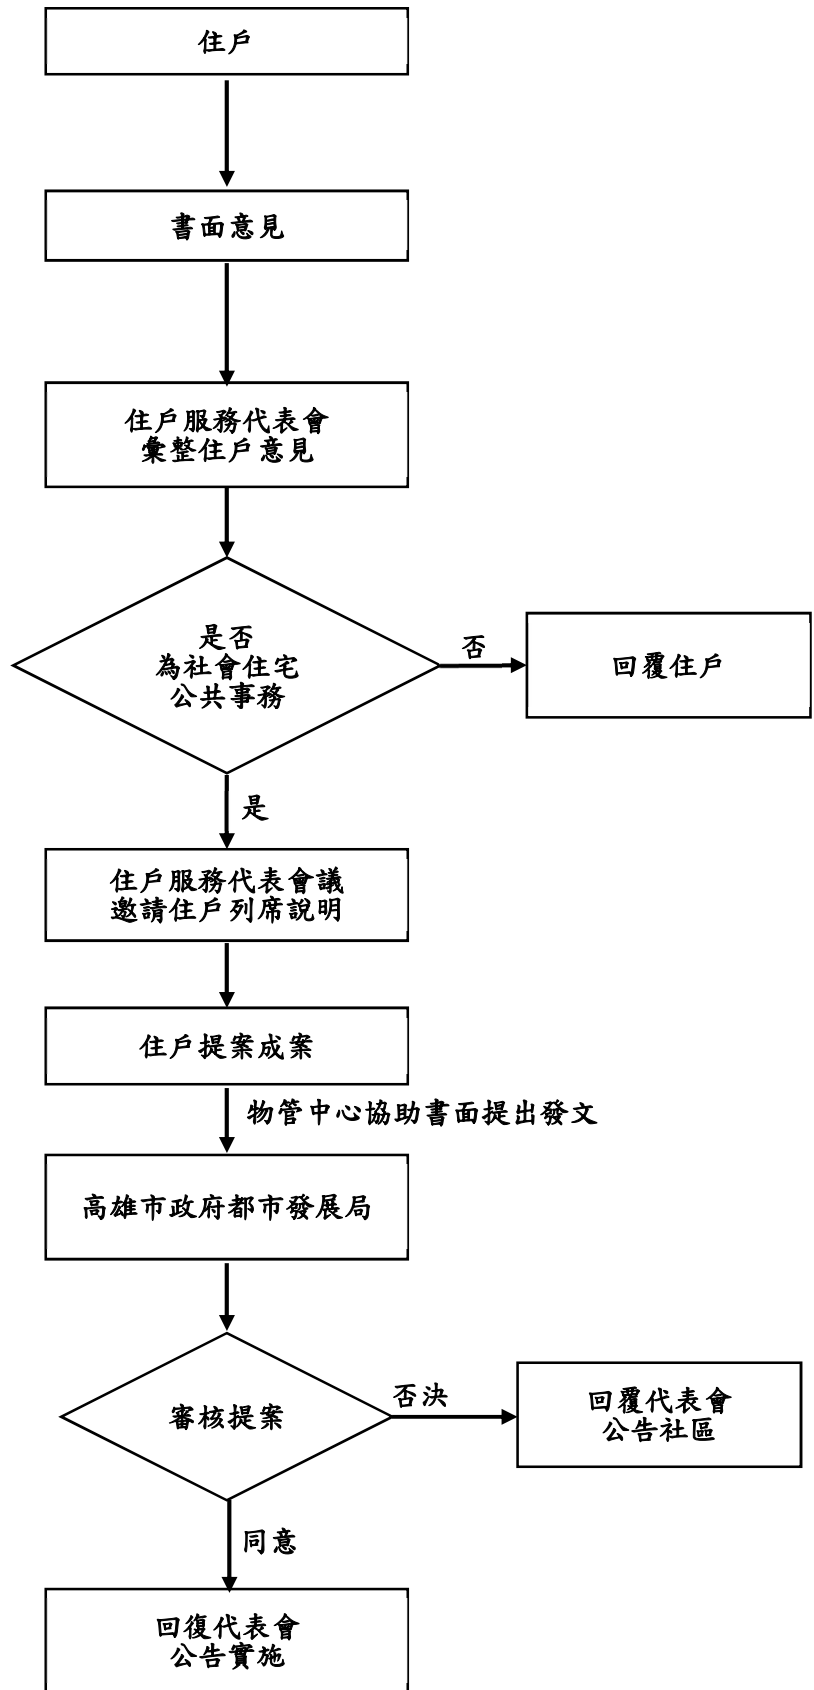 住戶
書面意見
住戶服務代表會
彙整住戶意見
是否
為社會住宅
公共事務
否
回覆住戶
是
住戶服務代表會議
邀請住戶列席說明
住戶提案成案
物管中心協助書面提出發文
高雄市政府都市發展局
審核提案
否決
回覆代表會
公告社區
同意
回復代表會
公告實施